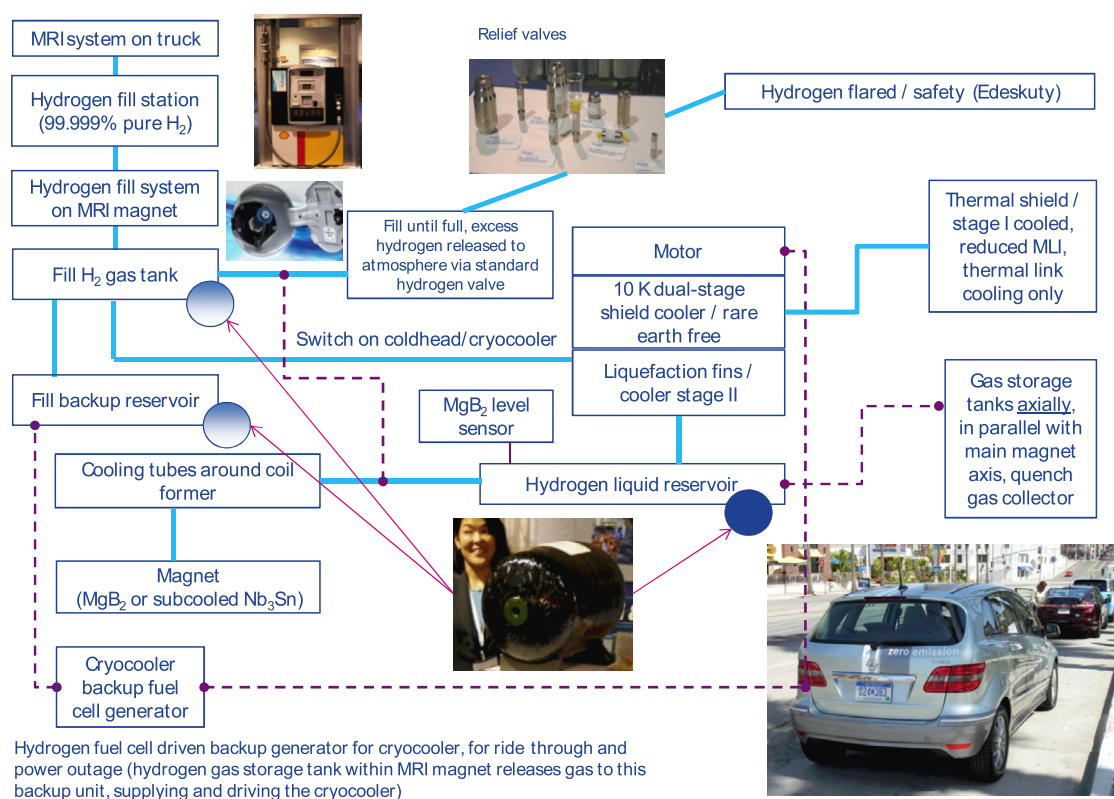 MRI system on truck
Hydrogen fill station
(99.999% pure H₂)
Hydrogen fill system
on MRI magnet
Fill H₂ gas tank
Fill backup reservoir
Cooling tubes around coil
former
Magnet
(MgB₂ or subcooled Nb₃Sn)
Cryocooler
backup fuel
cell generator
Relief valves
Hydrogen flared / safety (Edeskuty)
Fill until full, excess
hydrogen released to
atmosphere via standard
hydrogen valve
Switch on coldhead/cryocooler
Motor
10 K dual-stage
shield cooler / rare
earth free
Liquefaction fins /
cooler stage II
MgB₂ level
sensor
Hydrogen liquid reservoir
Thermal shield /
stage I cooled,
reduced MLI,
thermal link
cooling only
Gas storage
tanks axially,
in parallel with
main magnet
axis, quench
gas collector
zero emission
Hydrogen fuel cell driven backup generator for cryocooler, for ride through and
power outage (hydrogen gas storage tank within MRI magnet releases gas to this
backup unit, supplying and driving the cryocooler)